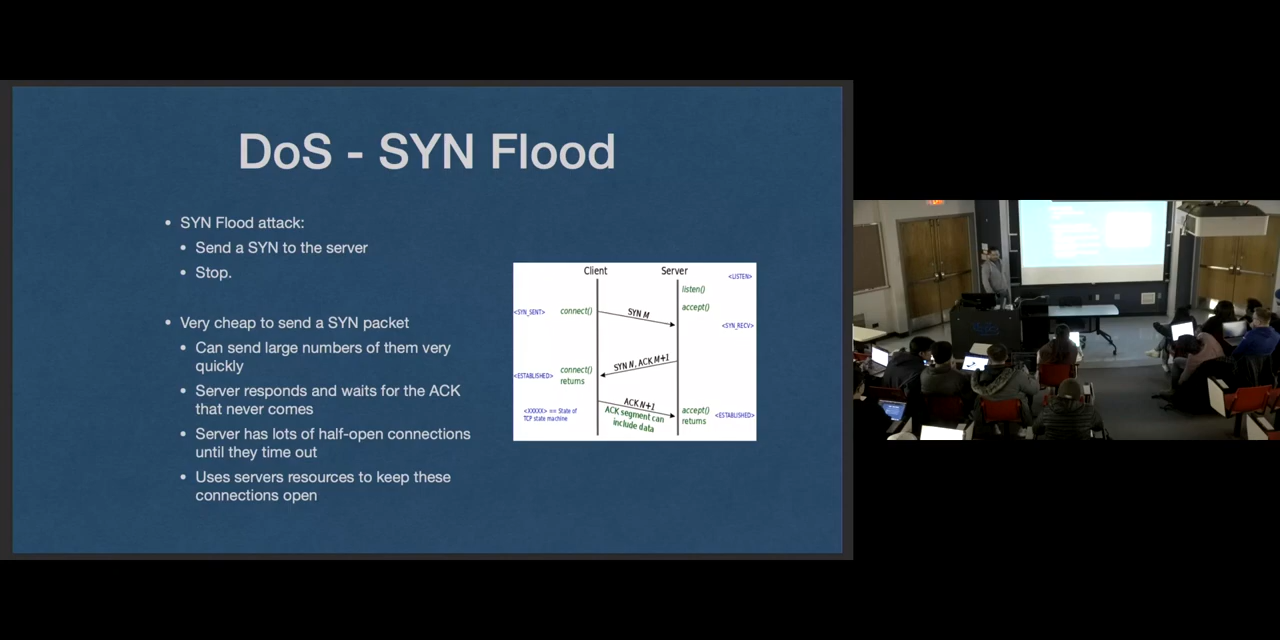 DoS - SYN Flood
SYN Flood attack:
Send a SYN to the server
Stop.
Very cheap to send a SYN packet
Can send large numbers of them very
quickly
Server responds and waits for the ACK
that never comes
Server has lots of half-open connections
until they time out
Uses servers resources to keep these
connections open
Client
Server
<LISTEN>
listen()
<SYN_SENT>
connect()
SYN M
accept()
<SYN_RECV>
SYN N, ACK M+1
<ESTABLISHED>
connect()
returns
ACK N+1
<XXXXX> == State of
TCP state machine
ACK segment can
include data
accept()
returns
<ESTABLISHED>